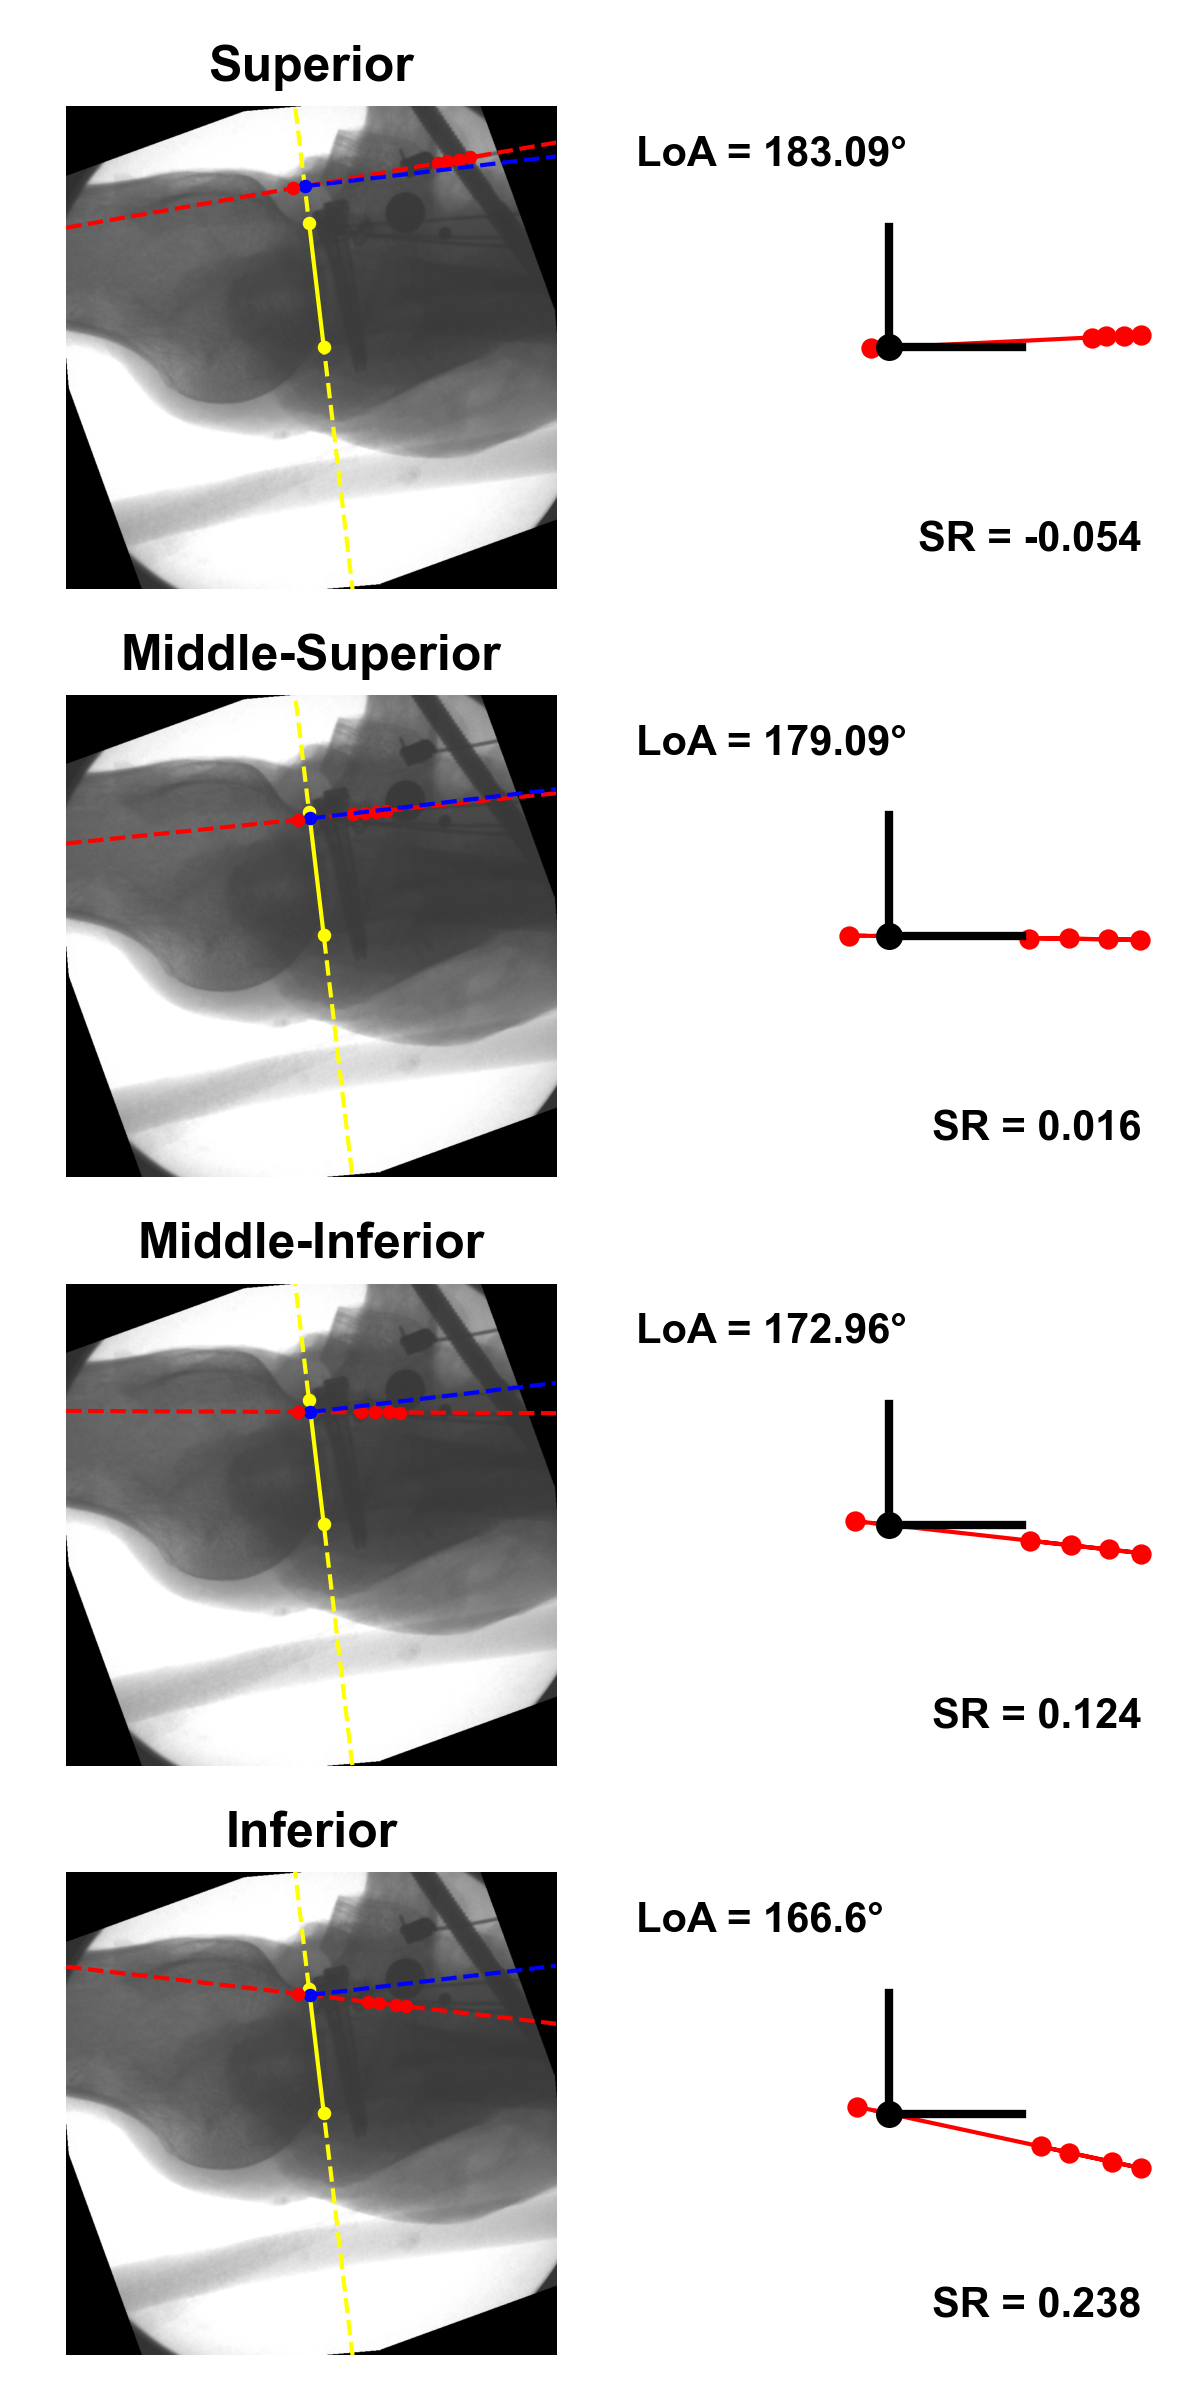 Superior
LoA = 183.09°
SR = -0.054
Middle-Superior
LoA = 179.09°
SR = 0.016
Middle-Inferior
LoA = 172.96°
SR = 0.124
Inferior
LoA = 166.6°
SR = 0.238